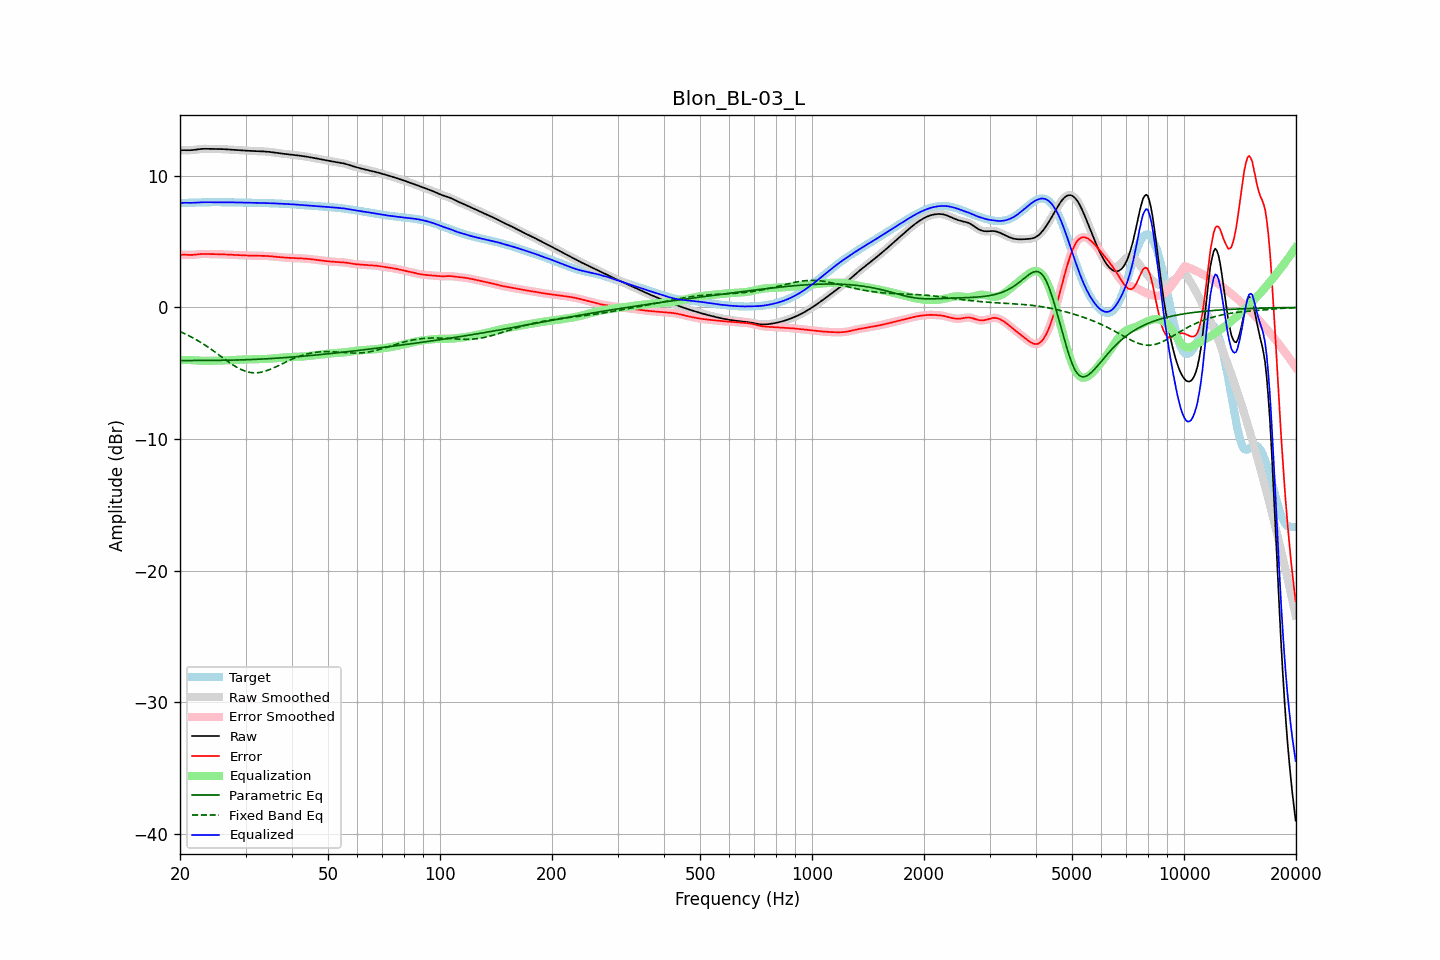 Blon_BL-03_L
10
0
−10
−20
−30
−40
Amplitude (dBr)
Target
Raw Smoothed
Error Smoothed
Raw
Error
Equalization
Parametric Eq
Fixed Band Eq
Equalized
20 50 100 200 500 1000 2000 5000 10000 20000
Frequency (Hz)